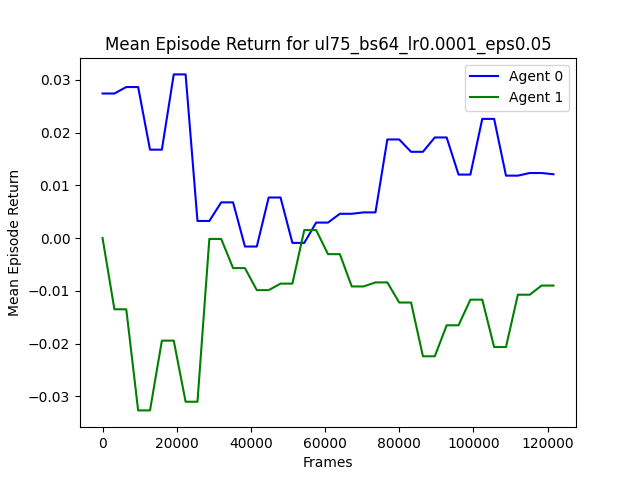 Mean Episode Return for ul75_bs64_lr0.0001_eps0.05
Agent 0
Agent 1
Mean Episode Return
0.03
0.02
0.01
0.00
−0.01
−0.02
−0.03
0 20000 40000 60000 80000 100000 120000
Frames